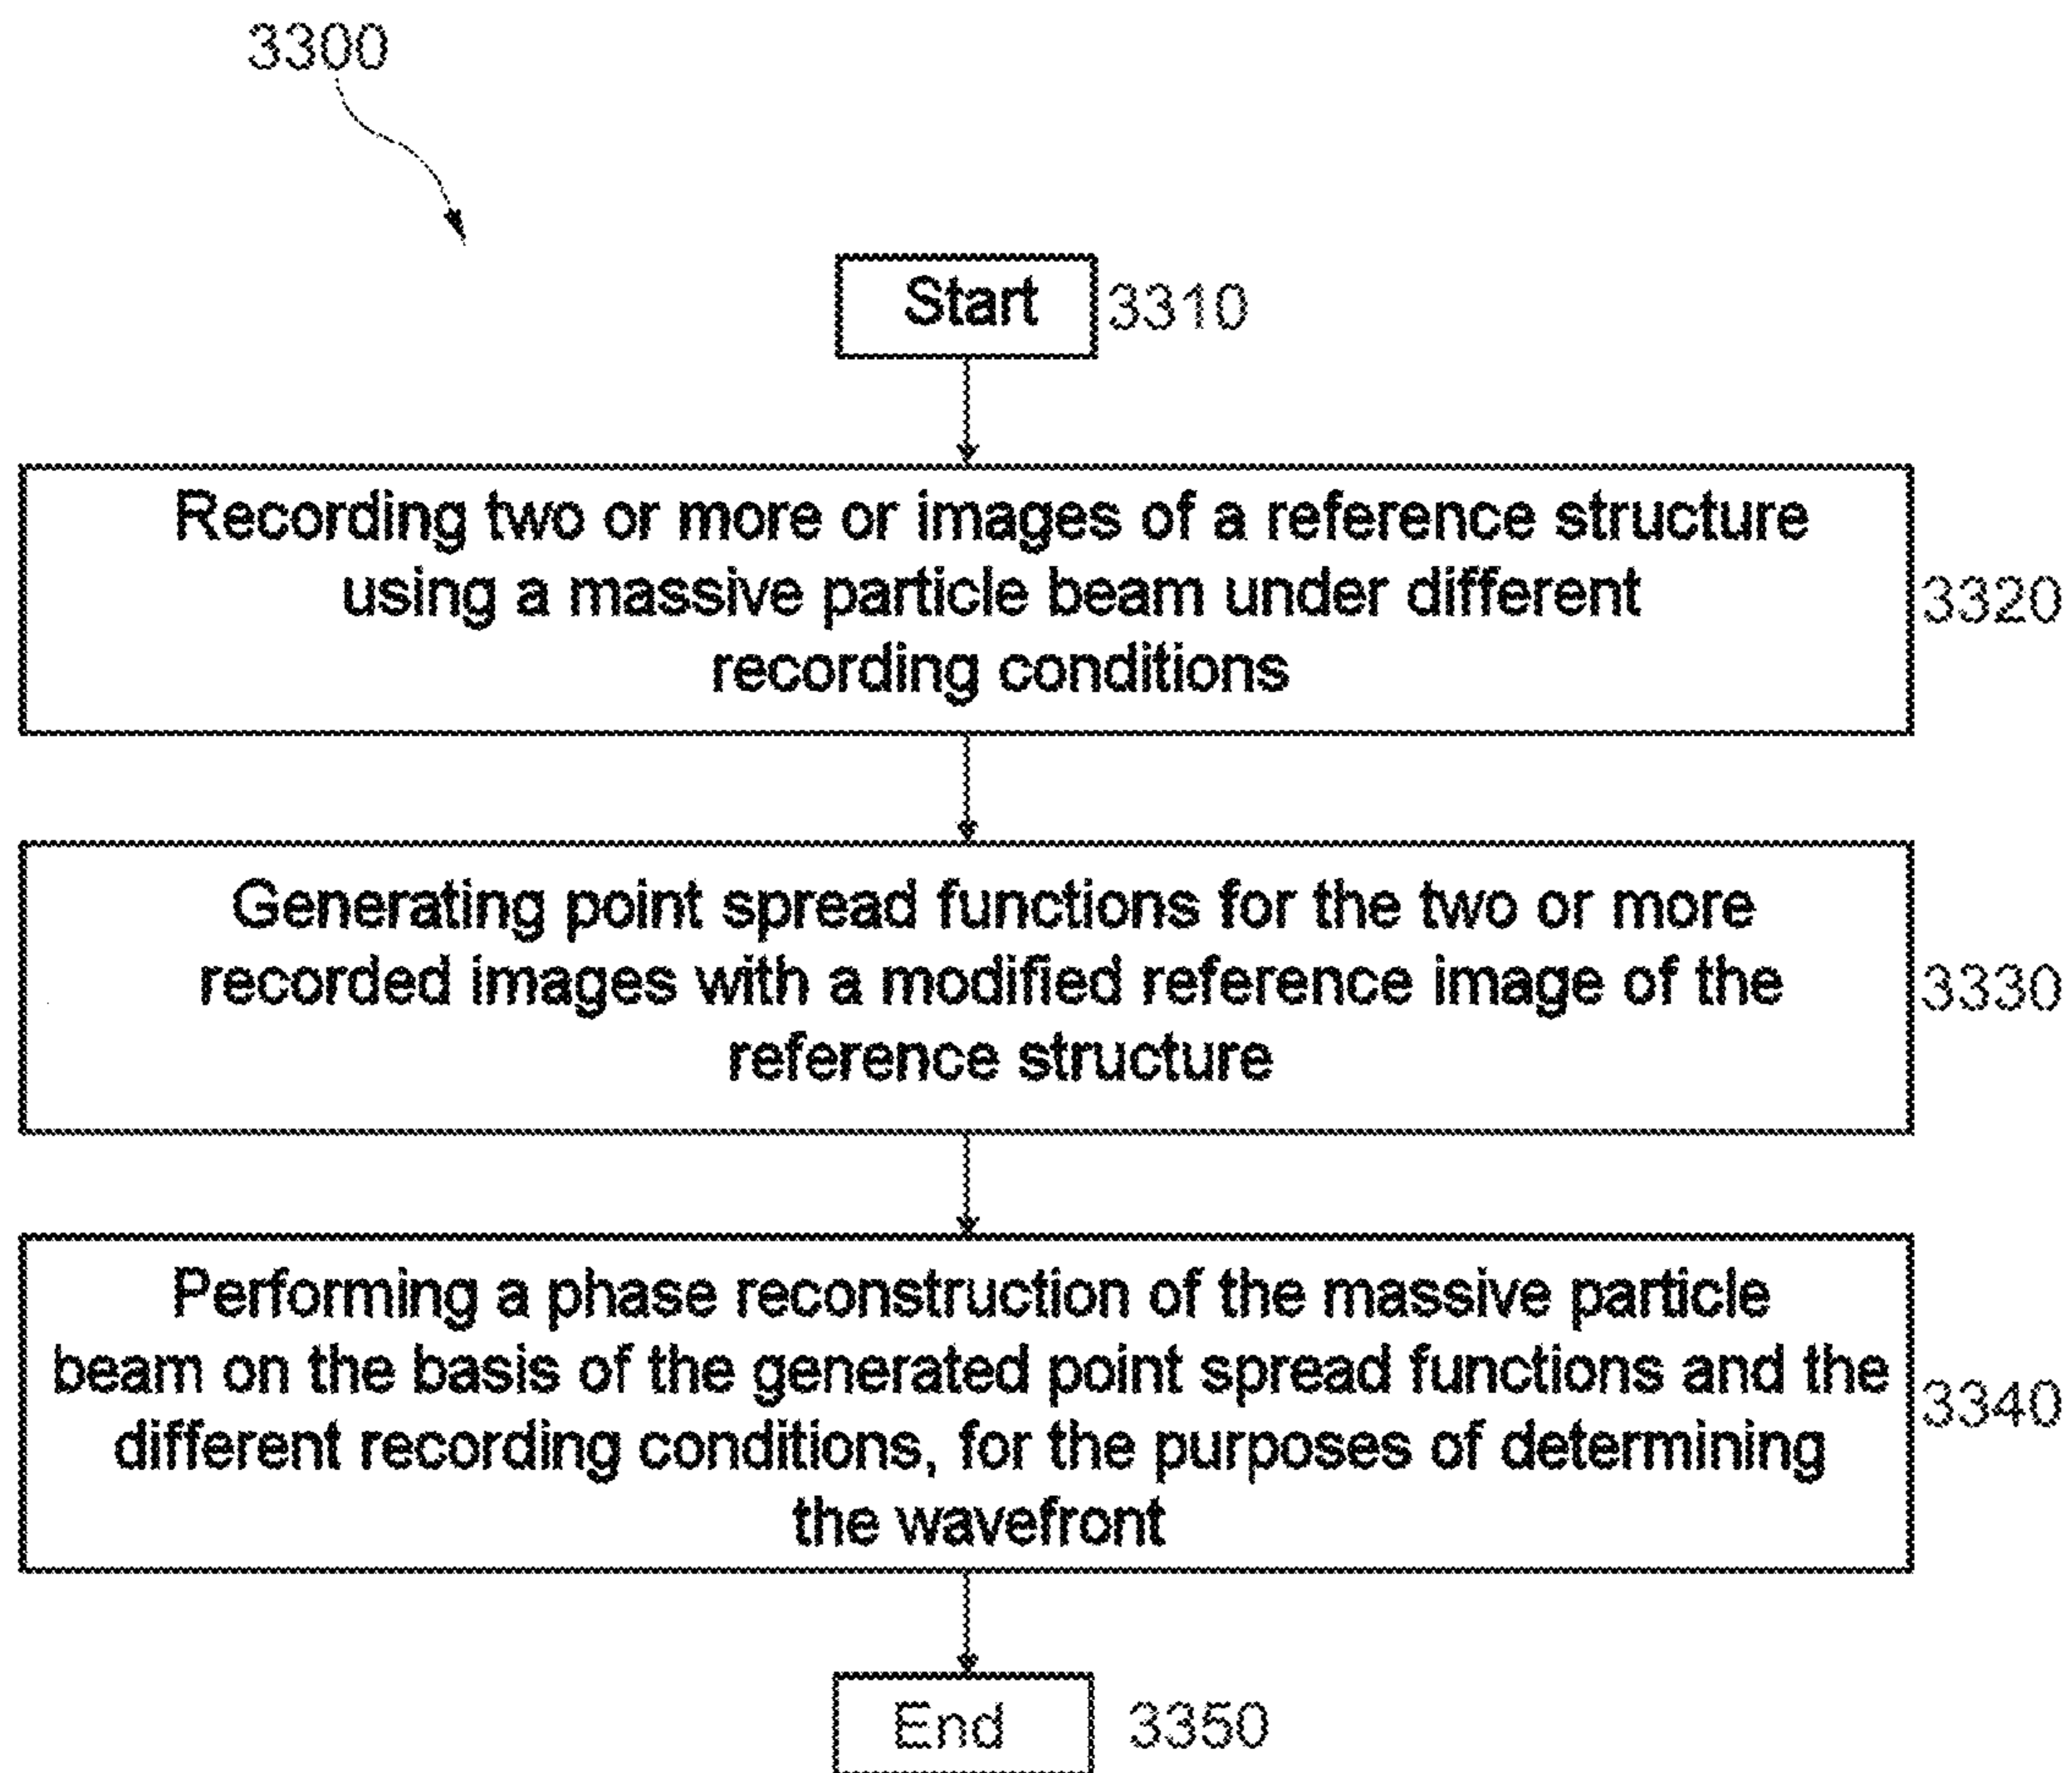 3300
Start
3310
Recording two or more or images of a reference structure
using a massive particle beam under different
recording conditions
3320
Generating point spread functions for the two or more
recorded images with a modified reference image of the
reference structure
3330
Performing a phase reconstruction of the massive particle
beam on the basis of the generated point spread functions and the
different recording conditions, for the purposes of determining
the wavefront
3340
End
3350